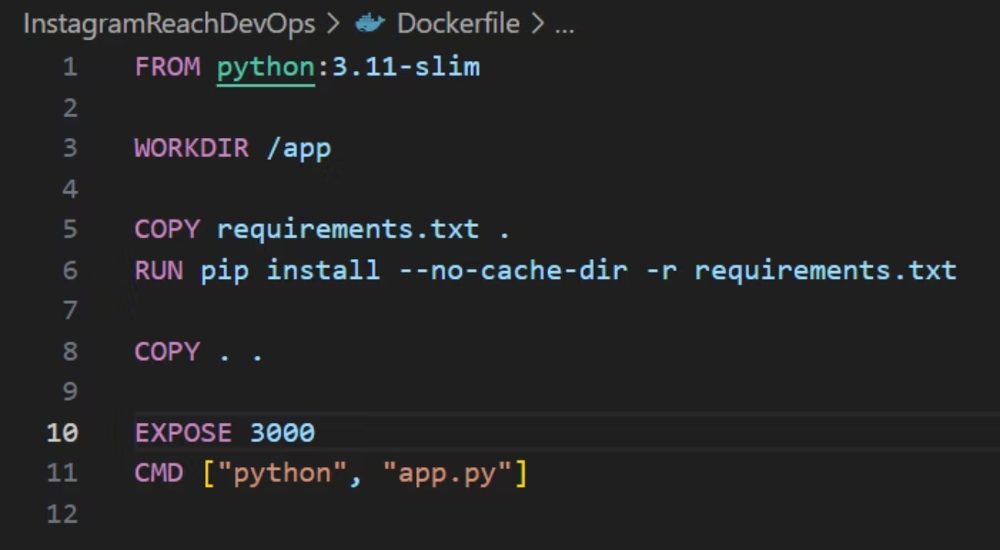 InstagramReachDevOps > Dockerfile > ...
1 FROM python:3.11-slim
2
3 WORKDIR /app
4
5 COPY requirements.txt .
6 RUN pip install --no-cache-dir -r requirements.txt
7
8 COPY . .
9
10 EXPOSE 3000
11 CMD ["python", "app.py"]
12